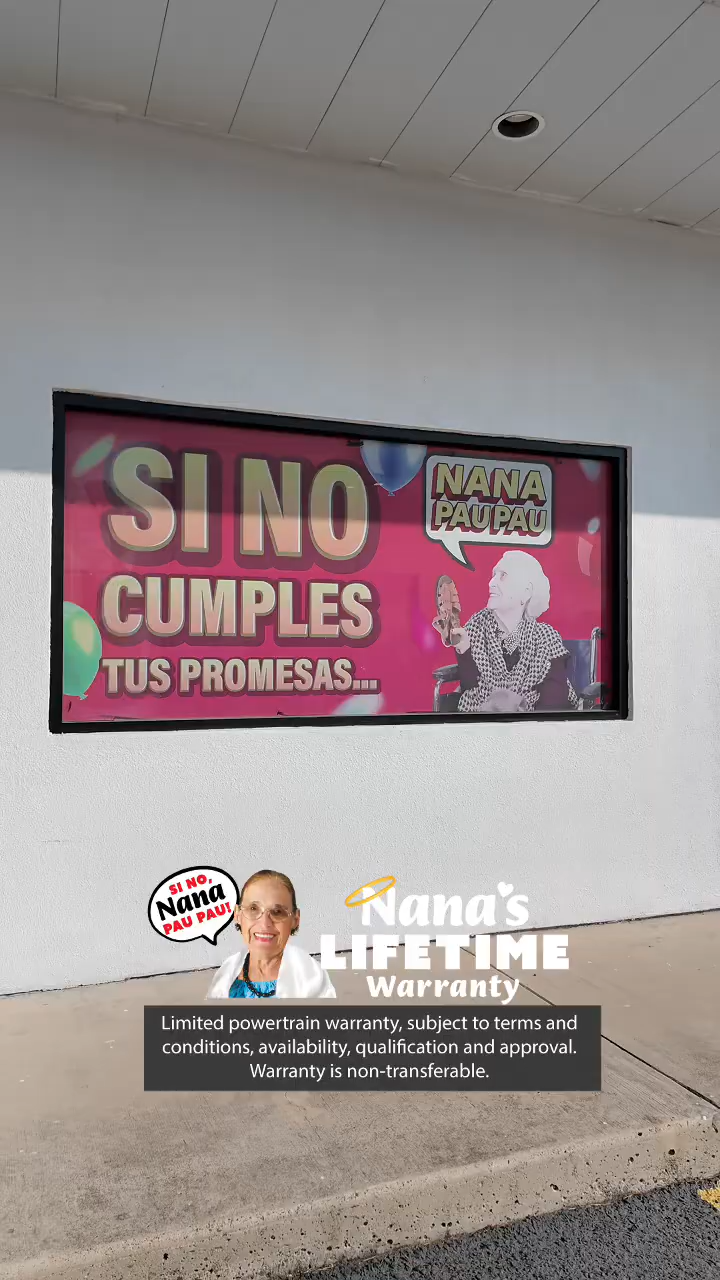 SI NO
CUMPLES
TUS PROMESAS...
NANA
PAU PAU
SI NO,
Nana
PAU PAU!
Nana's
LIFETIME
Warranty
Limited powertrain warranty, subject to terms and
conditions, availability, qualification and approval.
Warranty is non-transferable.